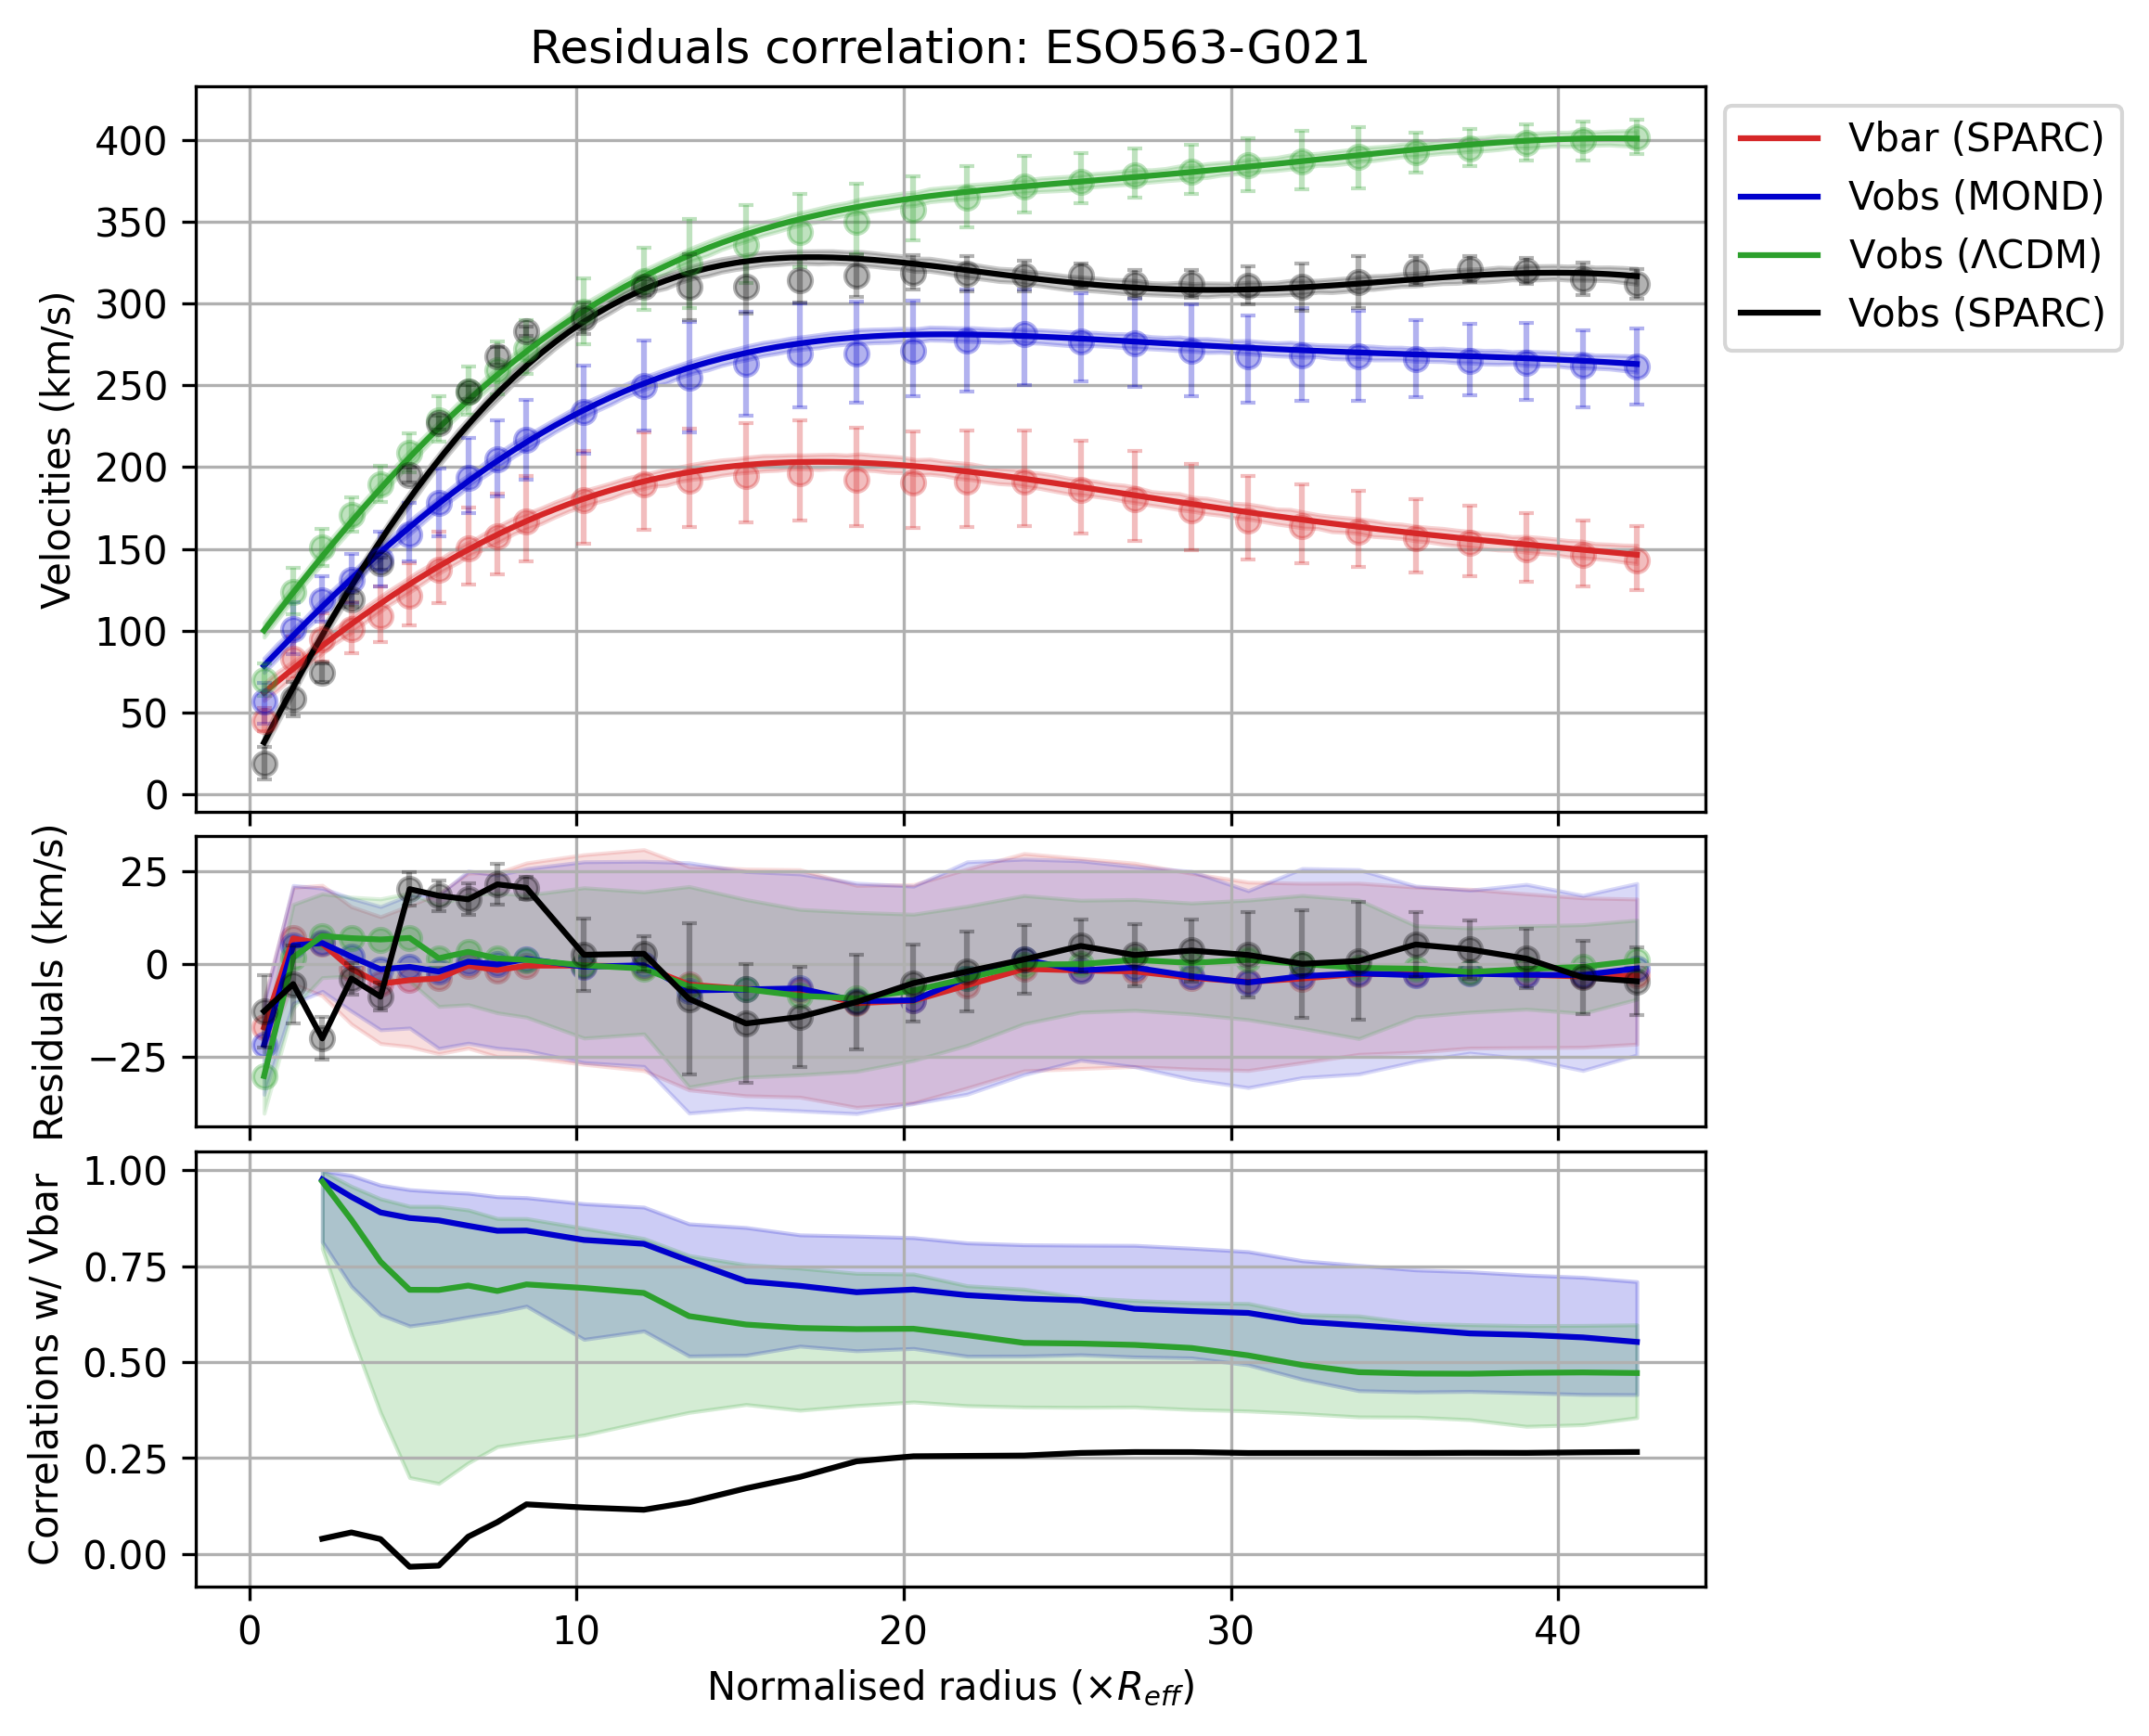 Residuals correlation: ESO563-G021
Velocities (km/s)
400
350
300
250
200
150
100
50
0
Vbar (SPARC)
Vobs (MOND)
Vobs (ΛCDM)
Vobs (SPARC)
Residuals (km/s)
25
0
−25
Correlations w/ Vbar
1.00
0.75
0.50
0.25
0.00
0 10 20 30 40
Normalised radius (×R_eff)